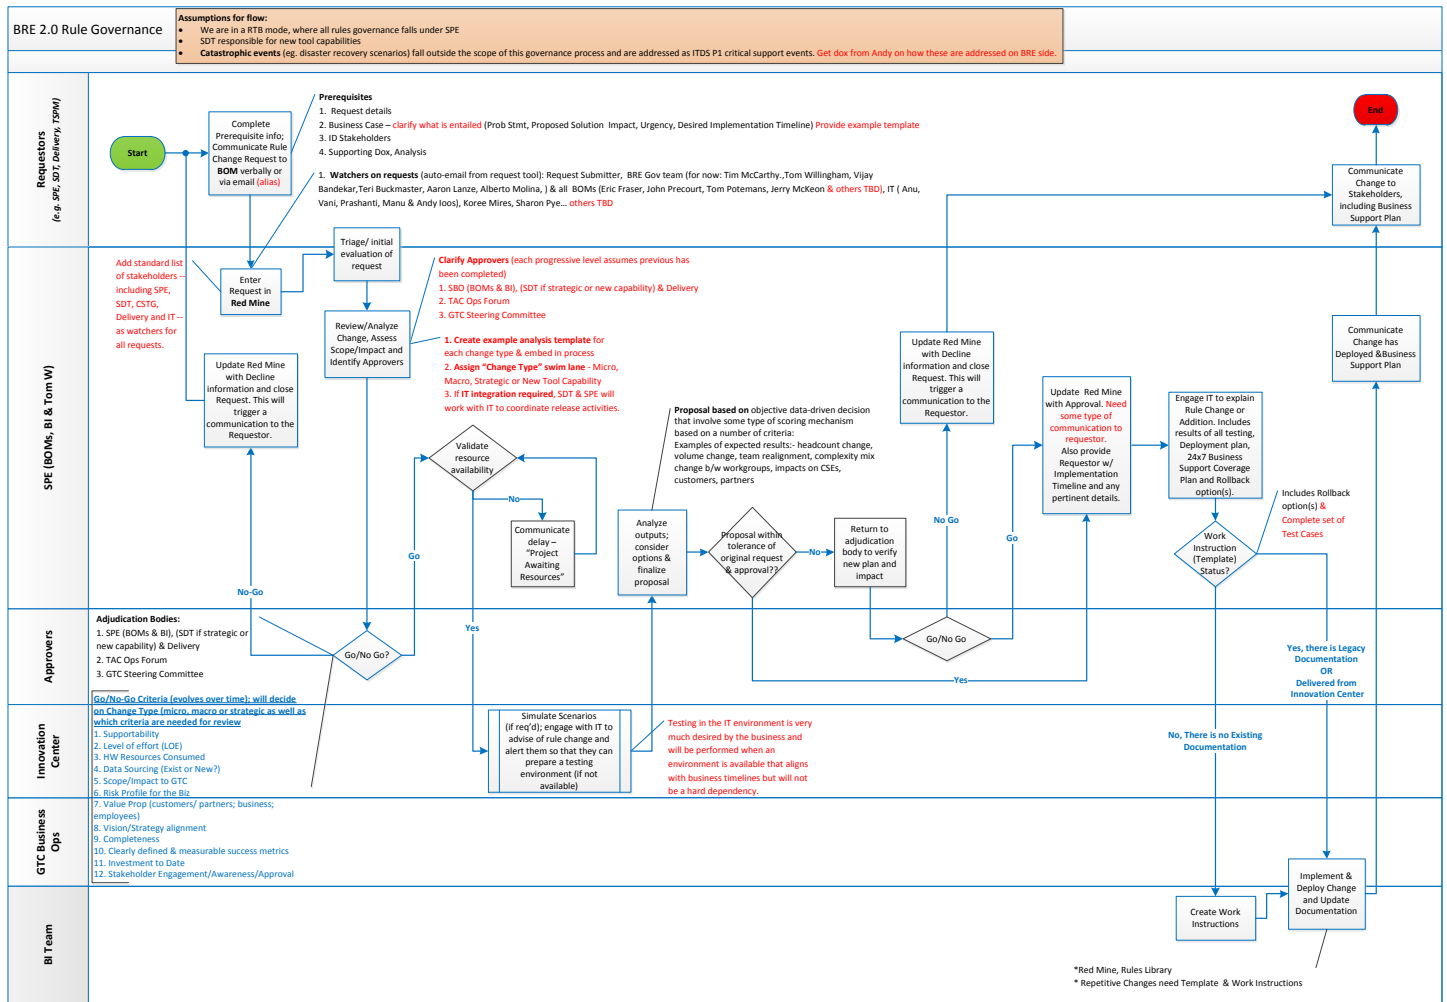 BRE 2.0 Rule Governance
Assumptions for flow:
• We are in a RTB mode, where all rules governance falls under SPE
• SDT responsible for new tool capabilities
• Catastrophic events (eg. disaster recovery scenarios) fall outside the scope of this governance process and are addressed as ITDS P1 critical support events. Get dox from Andy on how these are addressed on BRE side.
Requestors
(e.g. SPE, SDT, Delivery, TSPM)
Start
Complete
Prerequisite info;
Communicate Rule
Change Request to
BOM verbally or
via email (alias)
Prerequisites
1. Request details
2. Business Case – clarify what is entailed (Prob Stmt, Proposed Solution Impact, Urgency, Desired Implementation Timeline) Provide example template
3. ID Stakeholders
4. Supporting Dox, Analysis
1. Watchers on requests (auto-email from request tool): Request Submitter, BRE Gov team (for now: Tim McCarthy.,Tom Willingham, Vijay
Bandekar,Teri Buckmaster, Aaron Lanze, Alberto Molina, ) & all BOMs (Eric Fraser, John Precourt, Tom Potemans, Jerry McKeon & others TBD), IT ( Anu,
Vani, Prashanti, Manu & Andy Ioos), Koree Mires, Sharon Pye... others TBD
End
Communicate
Change to
Stakeholders,
including Business
Support Plan
SPE (BOMs, BI & Tom W)
Add standard list
of stakeholders --
including SPE,
SDT, CSTG,
Delivery and IT --
as watchers for
all requests.
Enter
Request in
Red Mine
Triage/ initial
evaluation of
request
Review/Analyze
Change, Assess
Scope/Impact and
Identify Approvers
Clarify Approvers (each progressive level assumes previous has
been completed)
1. SBO (BOMs & BI), (SDT if strategic or new capability) & Delivery
2. TAC Ops Forum
3. GTC Steering Committee
1. Create example analysis template for
each change type & embed in process
2. Assign “Change Type” swim lane - Micro,
Macro, Strategic or New Tool Capability
3. If IT integration required, SDT & SPE will
work with IT to coordinate release activities.
Update Red Mine
with Decline
information and close
Request. This will
trigger a
communication to the
Requestor.
Validate
resource
availability
No
Communicate
delay –
“Project
Awaiting
Resources”
Go
No-Go
Yes
Proposal based on objective data-driven decision
that involve some type of scoring mechanism
based on a number of criteria:
Examples of expected results:- headcount change,
volume change, team realignment, complexity mix
change b/w workgroups, impacts on CSEs,
customers, partners
Analyze
outputs;
consider
options &
finalize
proposal
Proposal within
tolerance of
original request
& approval??
No
Return to
adjudication
body to verify
new plan and
impact
Update Red Mine
with Decline
information and close
Request. This will
trigger a
communication to the
Requestor.
No Go
Go
Update Red Mine
with Approval. Need
some type of
communication to
requestor.
Also provide
Requestor w/
Implementation
Timeline and any
pertinent details.
Engage IT to explain
Rule Change or
Addition. Includes
results of all testing,
Deployment plan,
24x7 Business
Support Coverage
Plan and Rollback
option(s).
Work
Instruction
(Template)
Status?
Includes Rollback
option(s) &
Complete set of
Test Cases
Communicate
Change has
Deployed &Business
Support Plan
Approvers
Adjudication Bodies:
1. SPE (BOMs & BI), (SDT if strategic or
new capability) & Delivery
2. TAC Ops Forum
3. GTC Steering Committee
Go/No Go?
Go/No Go
Yes
Yes, there is Legacy
Documentation
OR
Delivered from
Innovation Center
Go/No-Go Criteria (evolves over time); will decide
on Change Type (micro, macro or strategic as well as
which criteria are needed for review
1. Supportability
2. Level of effort (LOE)
3. HW Resources Consumed
4. Data Sourcing (Exist or New?)
5. Scope/Impact to GTC
6. Risk Profile for the Biz
7. Value Prop (customers/ partners; business;
employees)
8. Vision/Strategy alignment
9. Completeness
10. Clearly defined & measurable success metrics
11. Investment to Date
12. Stakeholder Engagement/Awareness/Approval
Innovation
Center
Simulate Scenarios
(if req’d); engage with IT to
advise of rule change and
alert them so that they can
prepare a testing
environment (if not
available)
Testing in the IT environment is very
much desired by the business and
will be performed when an
environment is available that aligns
with business timelines but will not
be a hard dependency.
No, There is no Existing
Documentation
GTC Business
Ops
Implement &
Deploy Change
and Update
Documentation
BI Team
Create Work
Instructions
*Red Mine, Rules Library
* Repetitive Changes need Template & Work Instructions